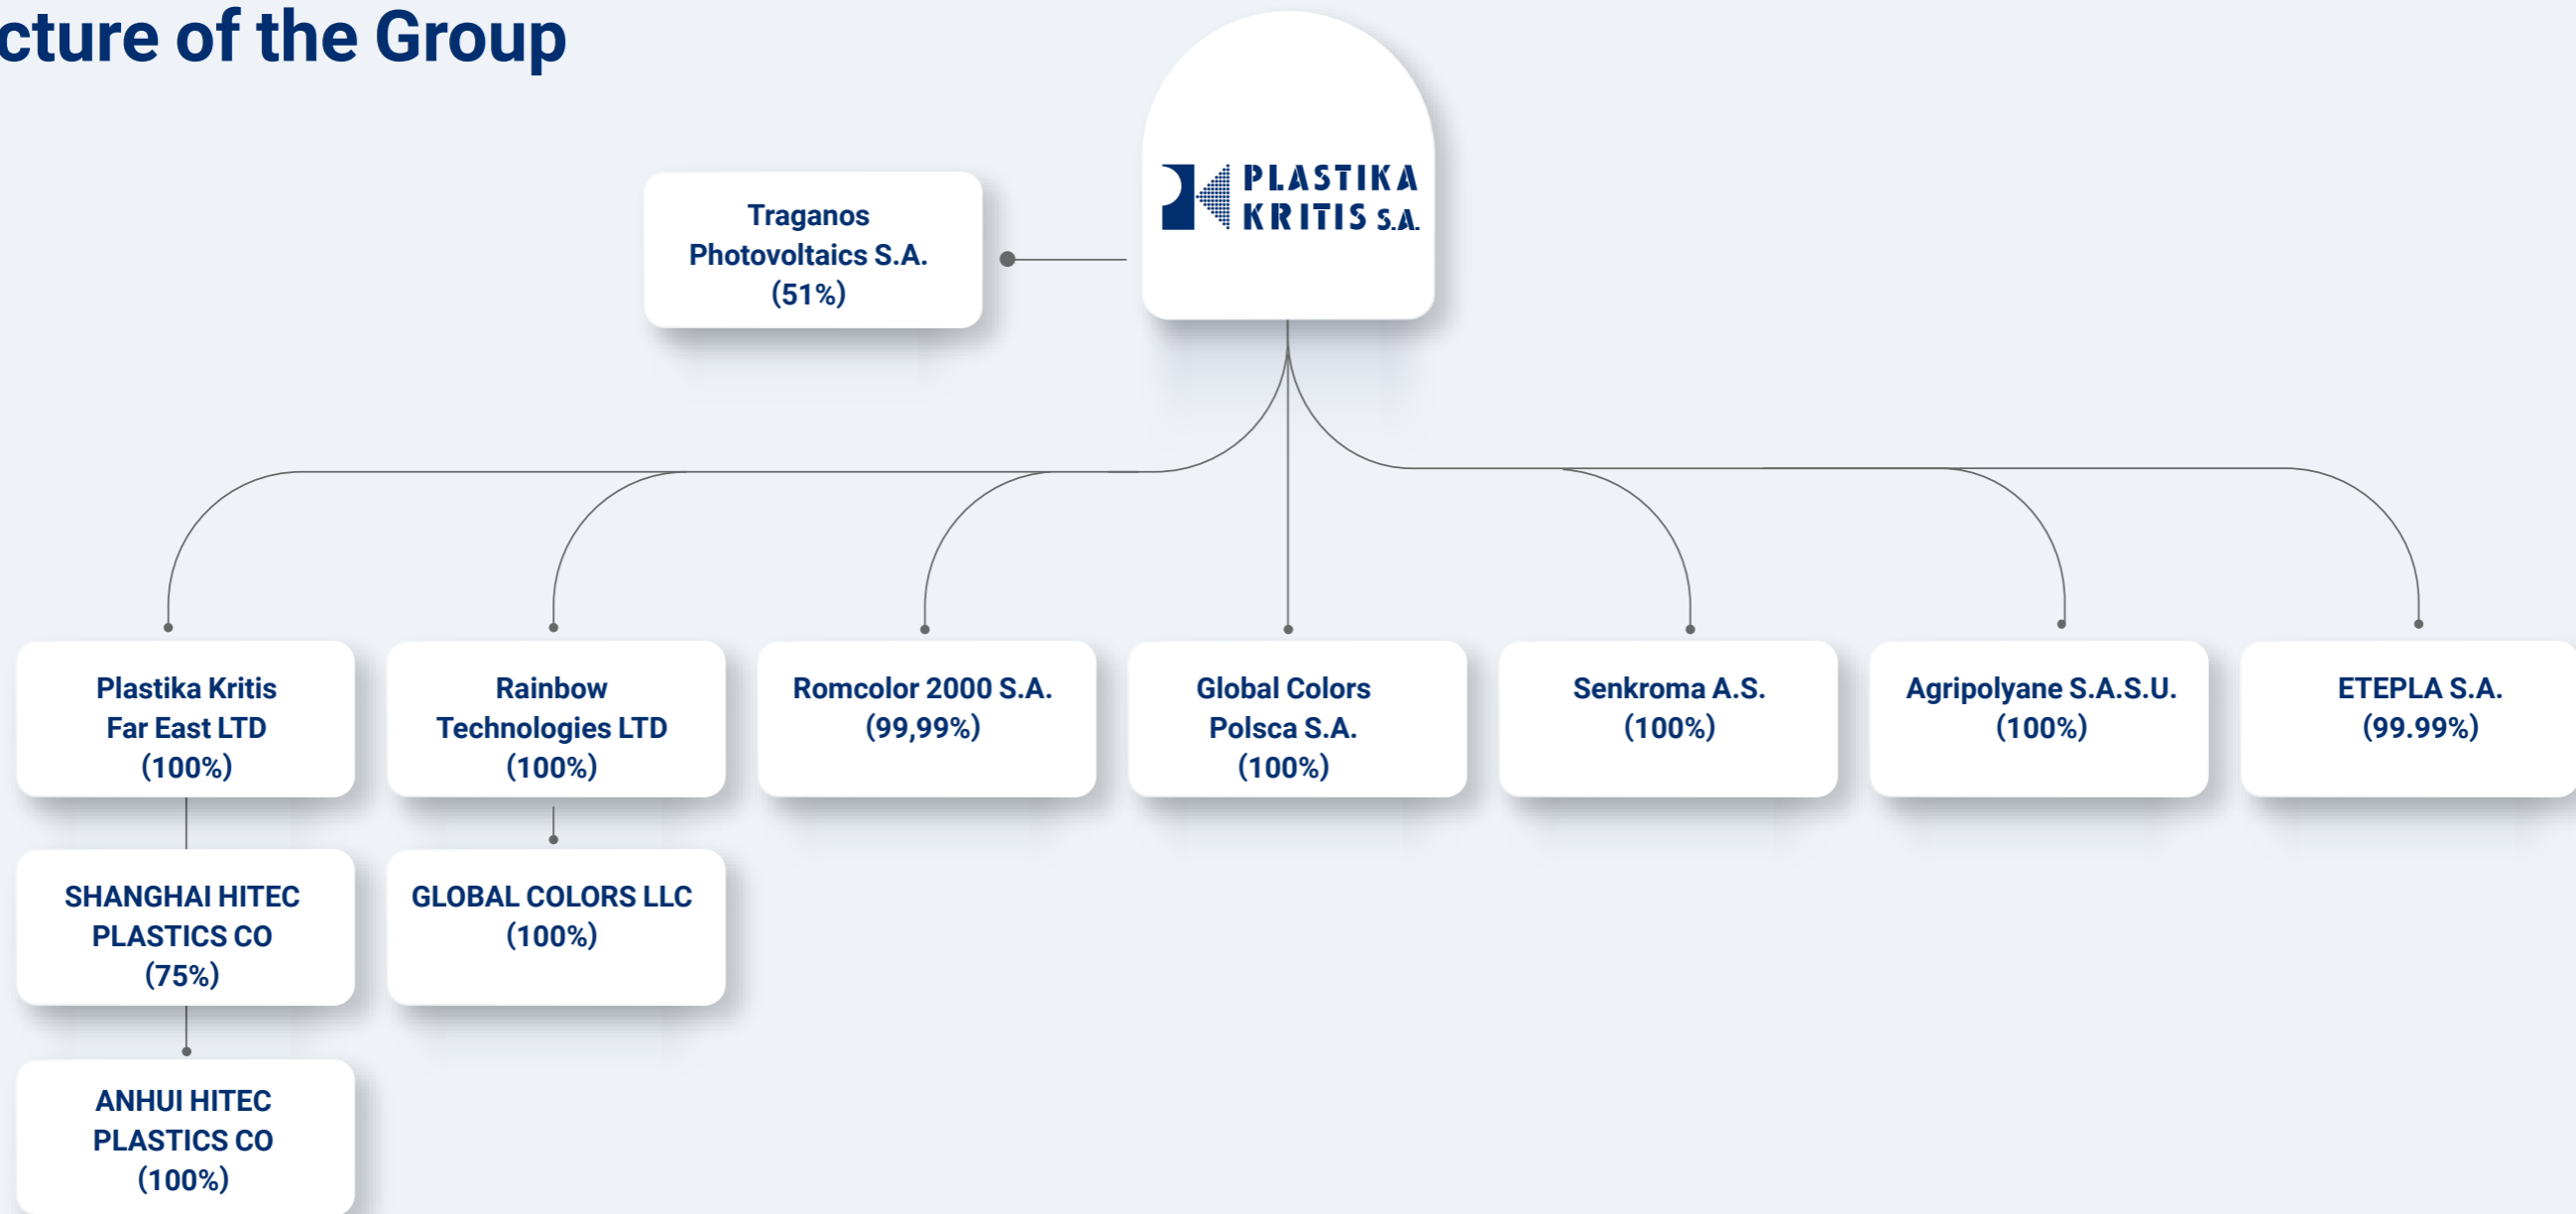 cture of the Group
PLASTIKA
KRITIS S.A.
Traganos
Photovoltaics S.A.
(51%)
Plastika Kritis
Far East LTD
(100%)
Rainbow
Technologies LTD
(100%)
Romcolor 2000 S.A.
(99,99%)
Global Colors
Polsca S.A.
(100%)
Senkroma A.S.
(100%)
Agripolyane S.A.S.U.
(100%)
ETEPLA S.A.
(99.99%)
SHANGHAI HITEC
PLASTICS CO
(75%)
GLOBAL COLORS LLC
(100%)
ANHUI HITEC
PLASTICS CO
(100%)